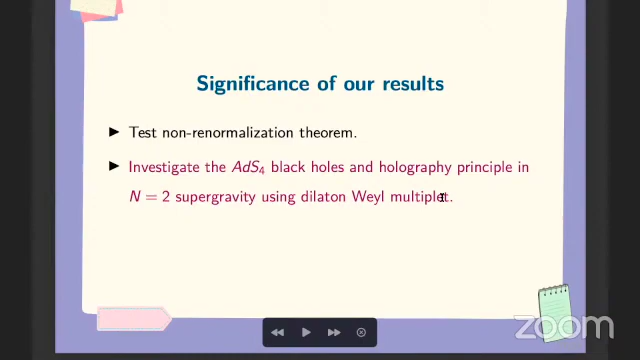 Significance of our results
▶ Test non-renormalization theorem.
▶ Investigate the AdS₄ black holes and holography principle in
N = 2 supergravity using dilaton Weyl multiplet.
zoom